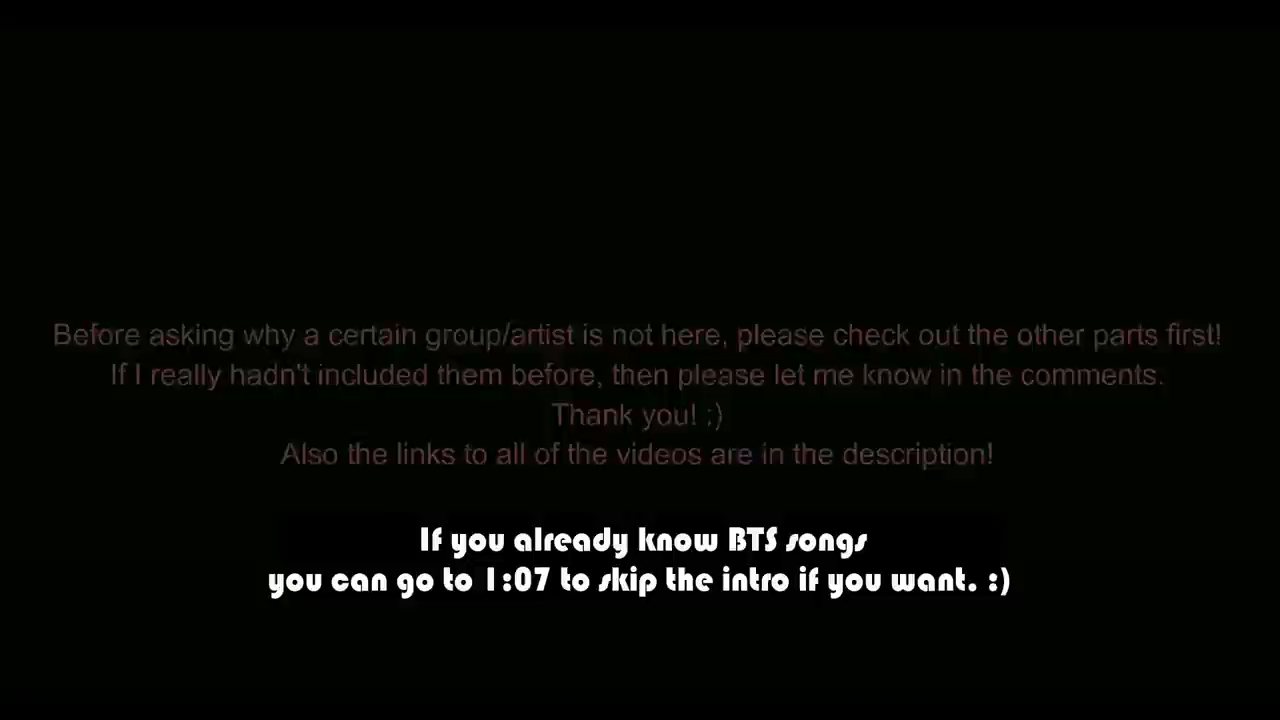 Before asking why a certain group/artist is not here, please check out the other parts first!
If I really hadn't included them before, then please let me know in the comments.
Thank you! ;)
Also the links to all of the videos are in the description!
If you already know BTS songs
you can go to 1:07 to skip the intro if you want. :)